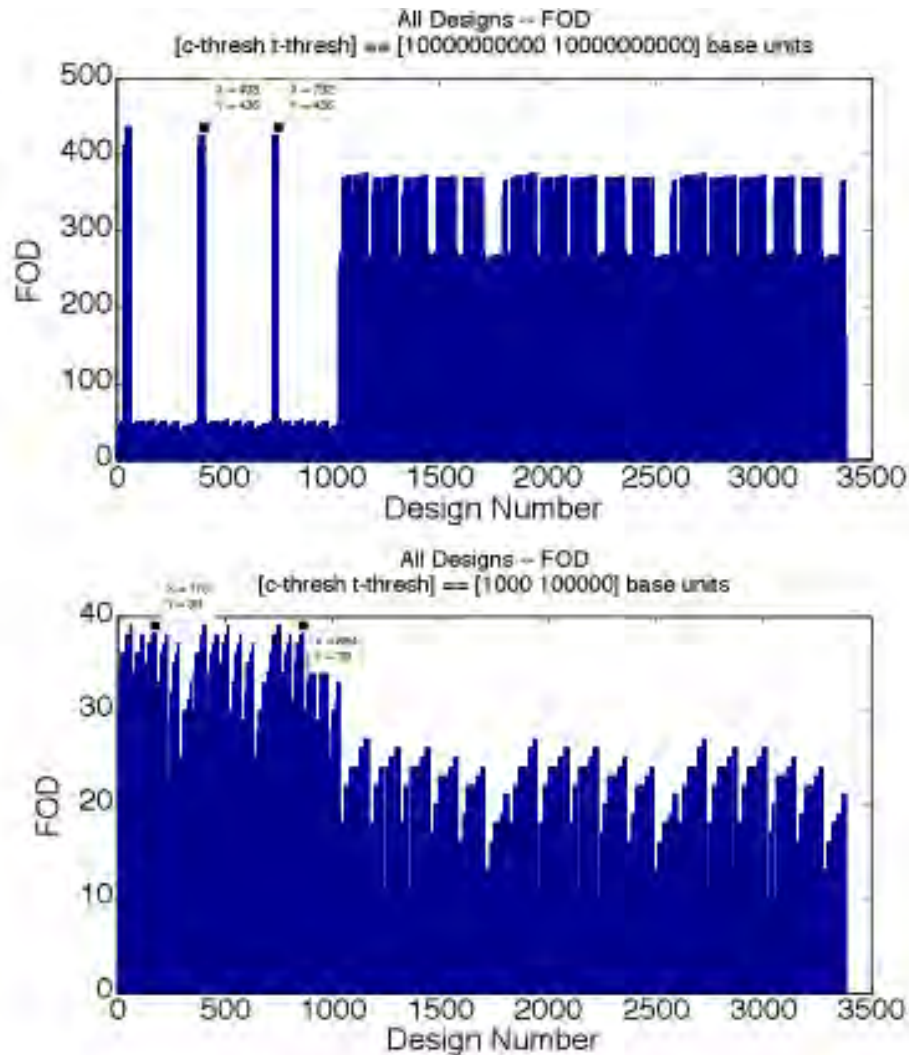 All Designs -- FOD
[c-thresh t-thresh] == [10000000000 10000000000] base units
500
400
300
200
100
0
FOD
0 500 1000 1500 2000 2500 3000 3500
Design Number
All Designs -- FOD
[c-thresh t-thresh] == [1000 100000] base units
40
30
20
10
0
FOD
0 500 1000 1500 2000 2500 3000 3500
Design Number